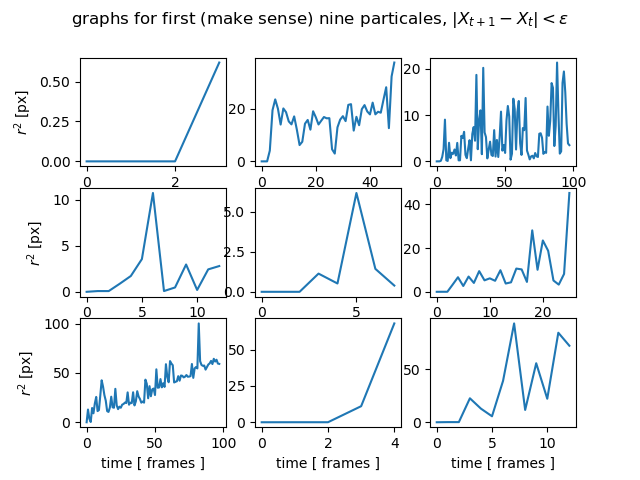 graphs for first (make sense) nine particales, |X_{t+1} − X_t| < ε
r² [px]
0.50
0.25
0.00
0 2
20
0
0 20 40
20
10
0
0 50 100
r² [px]
10
5
0
0 5 10
5.0
2.5
0.0
0 5
40
20
0
0 10 20
r² [px]
100
50
0
0 50 100
time [ frames ]
50
25
0
0 2 4
time [ frames ]
50
0
0 5 10
time [ frames ]